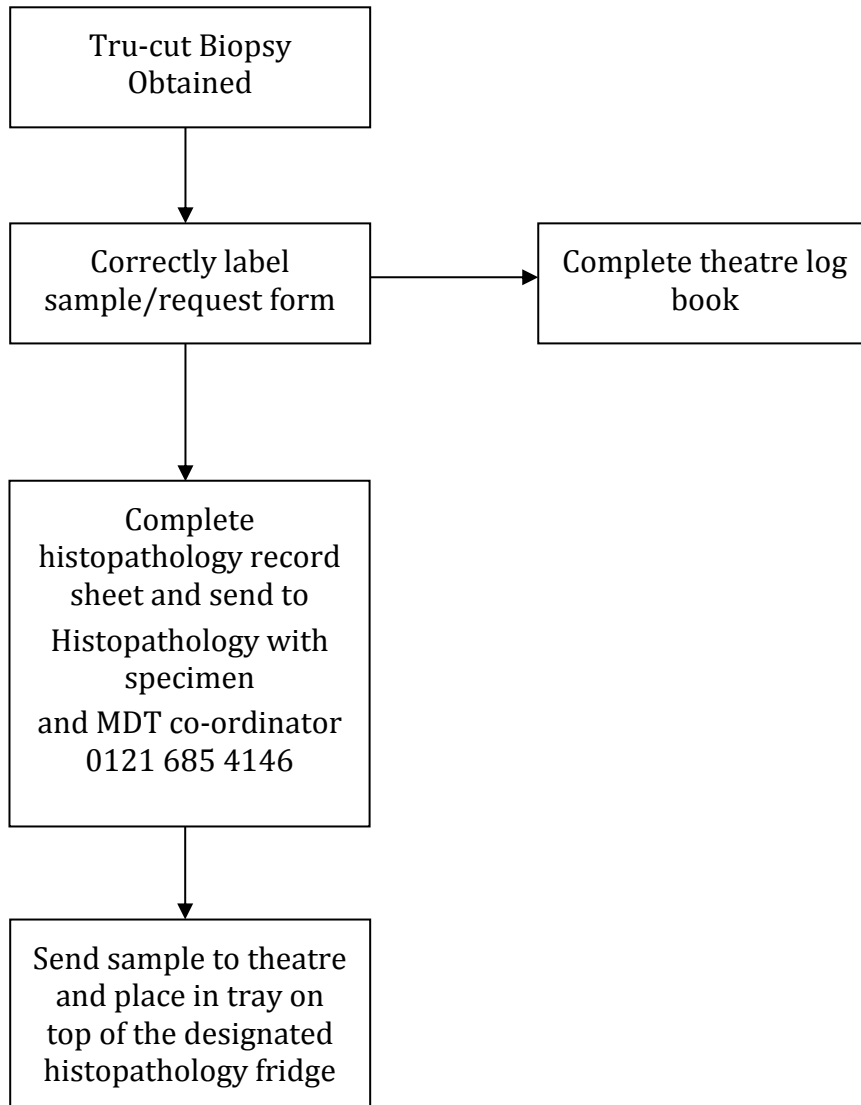 Tru-cut Biopsy
Obtained
Correctly label
sample/request form
Complete theatre log
book
Complete
histopathology record
sheet and send to
Histopathology with
specimen
and MDT co-ordinator
0121 685 4146
Send sample to theatre
and place in tray on
top of the designated
histopathology fridge